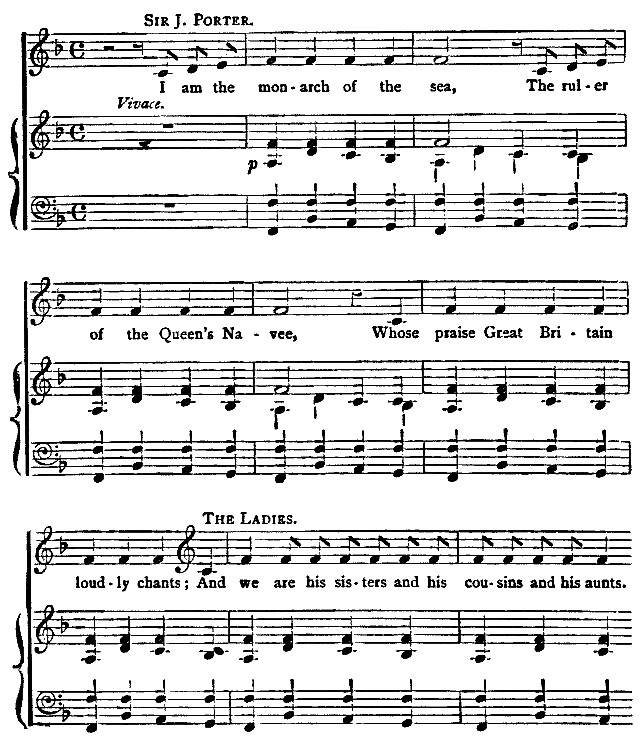 SIR J. PORTER.
I am the mon-arch of the sea, The rul-er
Vivace.
p
of the Queen's Na-vee, Whose praise Great Bri-tain
THE LADIES.
loud-ly chants; And we are his sis-ters and his cou-sins and his aunts.